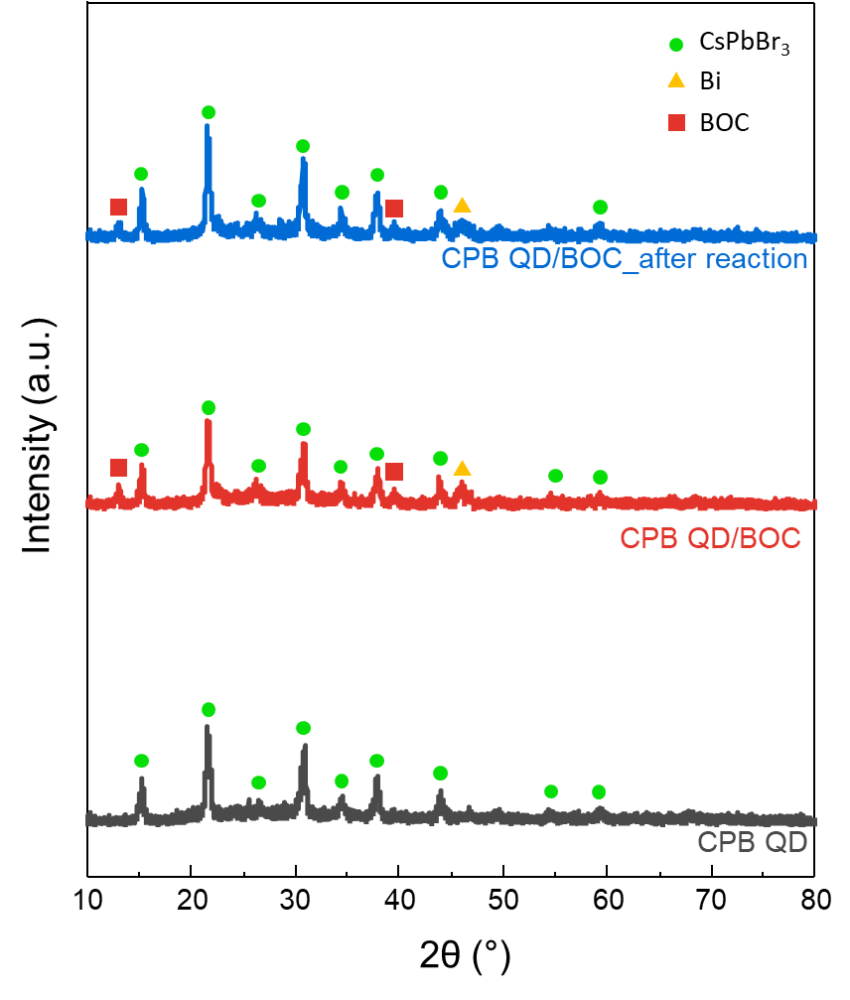 CsPbBr₃
Bi
BOC
CPB QD/BOC_after reaction
CPB QD/BOC
CPB QD
Intensity (a.u.)
10 20 30 40 50 60 70 80
2θ (°)